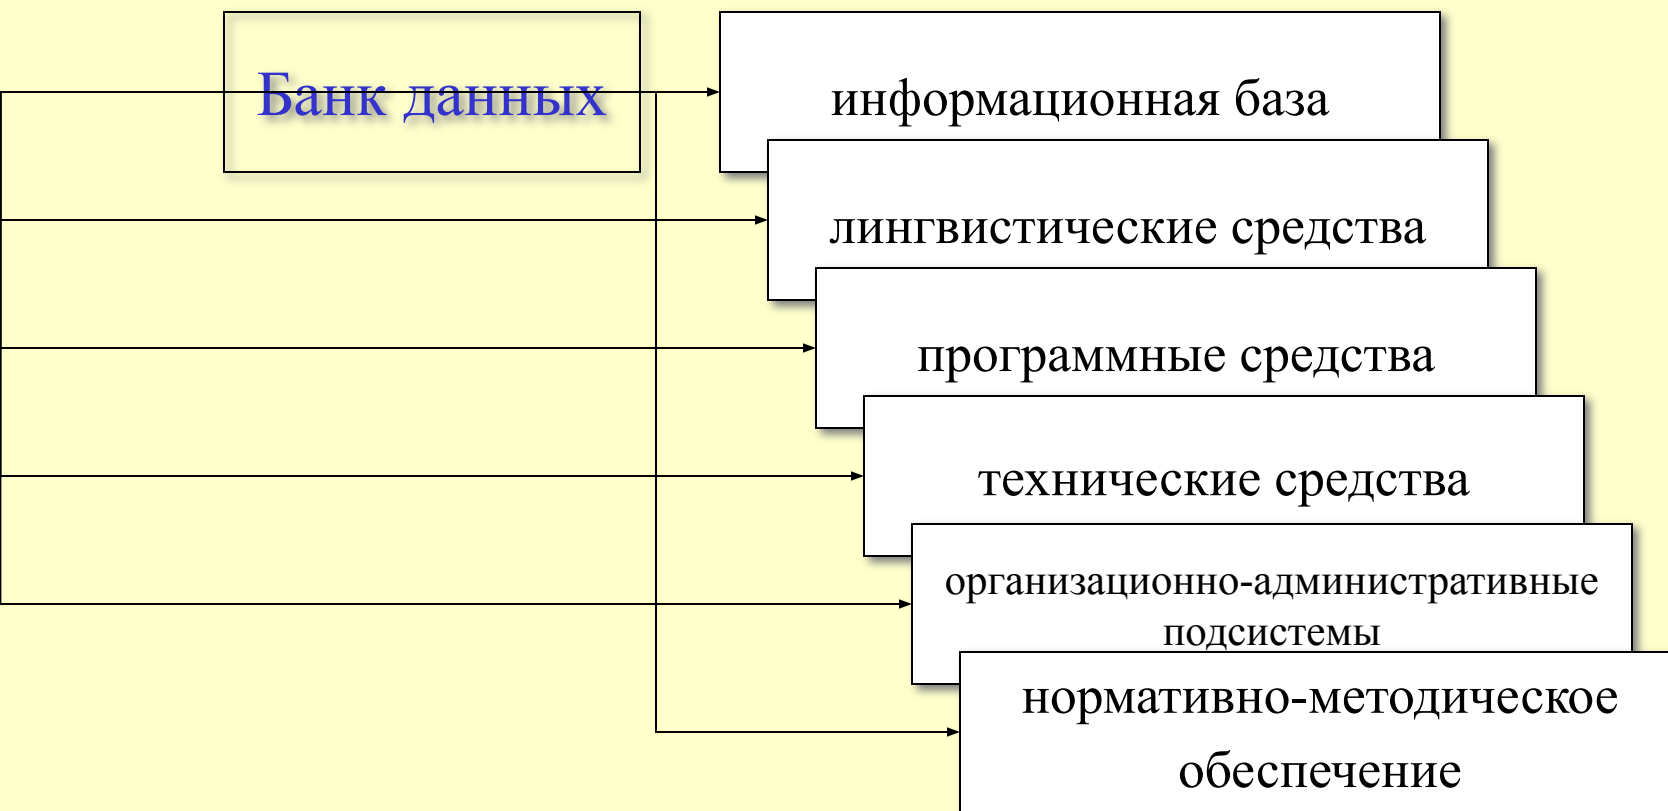 Банк данных
информационная база
лингвистические средства
программные средства
технические средства
организационно-административные
подсистемы
нормативно-методическое
обеспечение